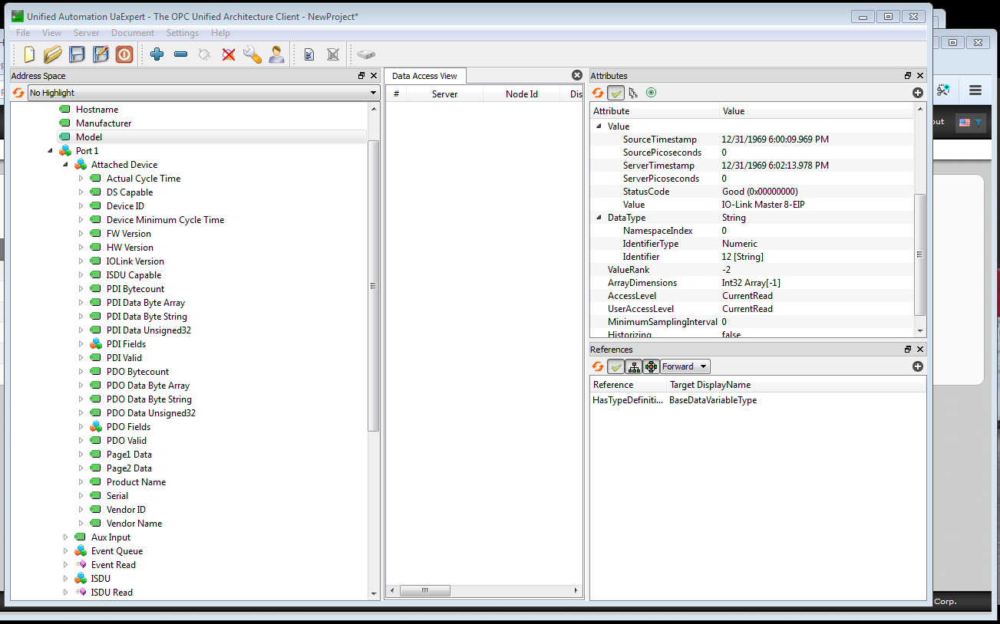 Unified Automation UaExpert - The OPC Unified Architecture Client - NewProject*
File View Server Document Settings Help
Address Space
No Highlight
Hostname
Manufacturer
Model
Port 1
Attached Device
Actual Cycle Time
DS Capable
Device ID
Device Minimum Cycle Time
FW Version
HW Version
IOLink Version
ISDU Capable
PDI Bytecount
PDI Data Byte Array
PDI Data Byte String
PDI Data Unsigned32
PDI Fields
PDI Valid
PDO Bytecount
PDO Data Byte Array
PDO Data Byte String
PDO Data Unsigned32
PDO Fields
PDO Valid
Page1 Data
Page2 Data
Product Name
Serial
Vendor ID
Vendor Name
Aux Input
Event Queue
Event Read
ISDU
ISDU Read
Data Access View
# Server Node Id Dis
Attributes
Attribute Value
Value
SourceTimestamp 12/31/1969 6:00:09.969 PM
SourcePicoseconds 0
ServerTimestamp 12/31/1969 6:02:13.978 PM
ServerPicoseconds 0
StatusCode Good (0x00000000)
Value IO-Link Master 8-EIP
DataType String
NamespaceIndex 0
IdentifierType Numeric
Identifier 12 [String]
ValueRank -2
ArrayDimensions Int32 Array[-1]
AccessLevel CurrentRead
UserAccessLevel CurrentRead
MinimumSamplingInterval 0
Historizing false
References
Forward
Reference Target DisplayName
HasTypeDefiniti... BaseDataVariableType
out
Corp.